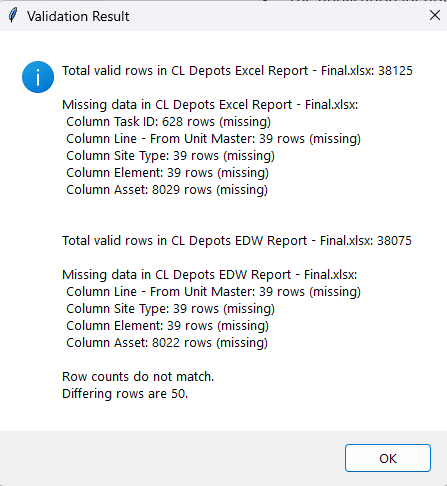 Validation Result
Total valid rows in CL Depots Excel Report - Final.xlsx: 38125
Missing data in CL Depots Excel Report - Final.xlsx:
Column Task ID: 628 rows (missing)
Column Line - From Unit Master: 39 rows (missing)
Column Site Type: 39 rows (missing)
Column Element: 39 rows (missing)
Column Asset: 8029 rows (missing)
Total valid rows in CL Depots EDW Report - Final.xlsx: 38075
Missing data in CL Depots EDW Report - Final.xlsx:
Column Line - From Unit Master: 39 rows (missing)
Column Site Type: 39 rows (missing)
Column Element: 39 rows (missing)
Column Asset: 8022 rows (missing)
Row counts do not match.
Differing rows are 50.
OK